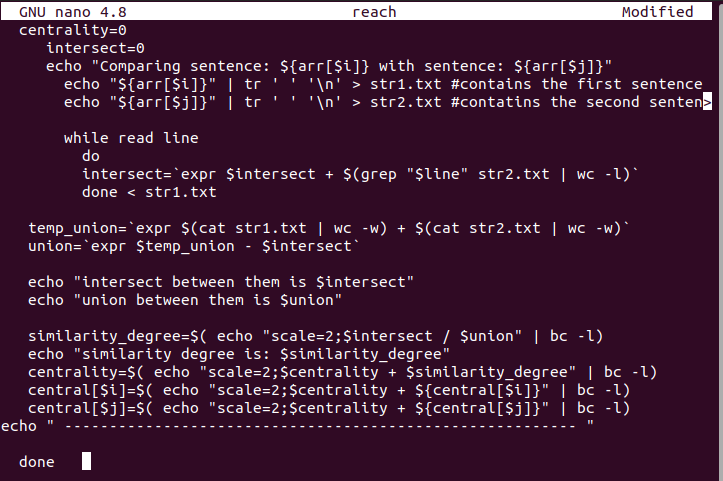 GNU nano 4.8 reach Modified
centrality=0
intersect=0
echo "Comparing sentence: ${arr[$i]} with sentence: ${arr[$j]}"
echo "${arr[$i]}" | tr ' ' '\n' > str1.txt #contains the first sentence
echo "${arr[$j]}" | tr ' ' '\n' > str2.txt #contatins the second senten>
while read line
do
intersect=`expr $intersect + $(grep "$line" str2.txt | wc -l)`
done < str1.txt
temp_union=`expr $(cat str1.txt | wc -w) + $(cat str2.txt | wc -w)`
union=`expr $temp_union - $intersect`
echo "intersect between them is $intersect"
echo "union between them is $union"
similarity_degree=$( echo "scale=2;$intersect / $union" | bc -l)
echo "similarity degree is: $similarity_degree"
centrality=$( echo "scale=2;$centrality + $similarity_degree" | bc -l)
central[$i]=$( echo "scale=2;$centrality + ${central[$i]}" | bc -l)
central[$j]=$( echo "scale=2;$centrality + ${central[$j]}" | bc -l)
echo " --------------------------------------------------------- "
done